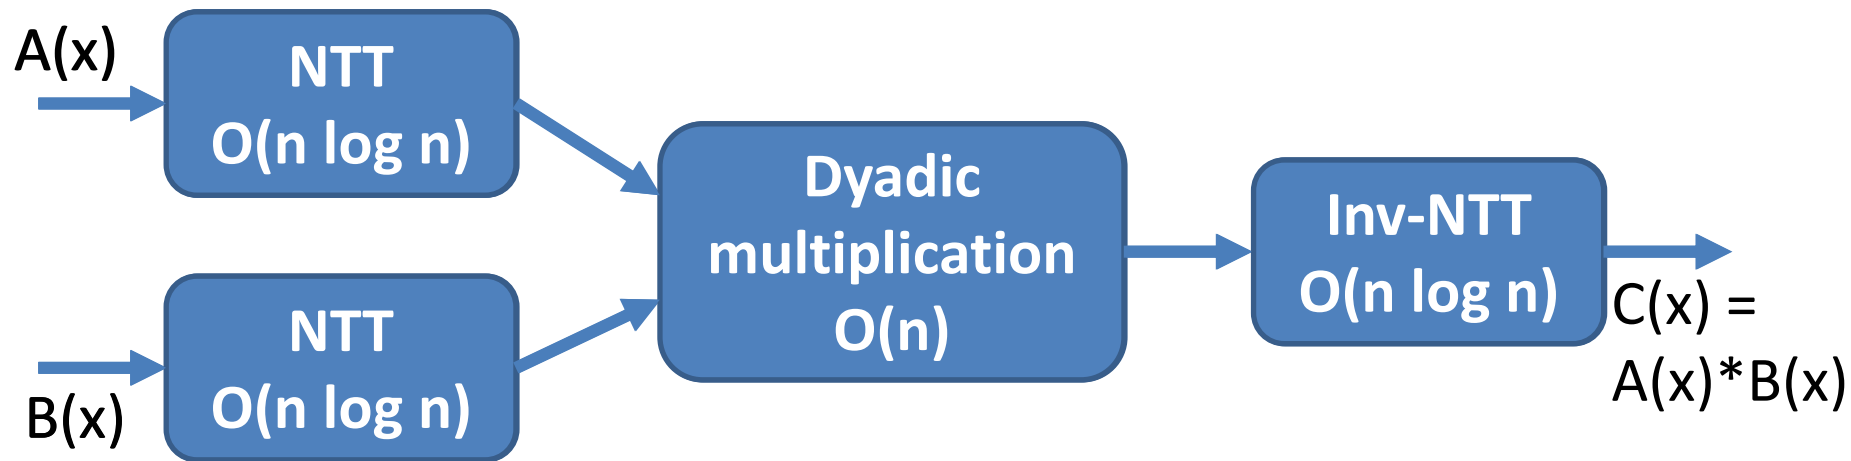 A(x)
NTT
O(n log n)
B(x)
NTT
O(n log n)
Dyadic
multiplication
O(n)
Inv-NTT
O(n log n)
C(x) =
A(x)*B(x)